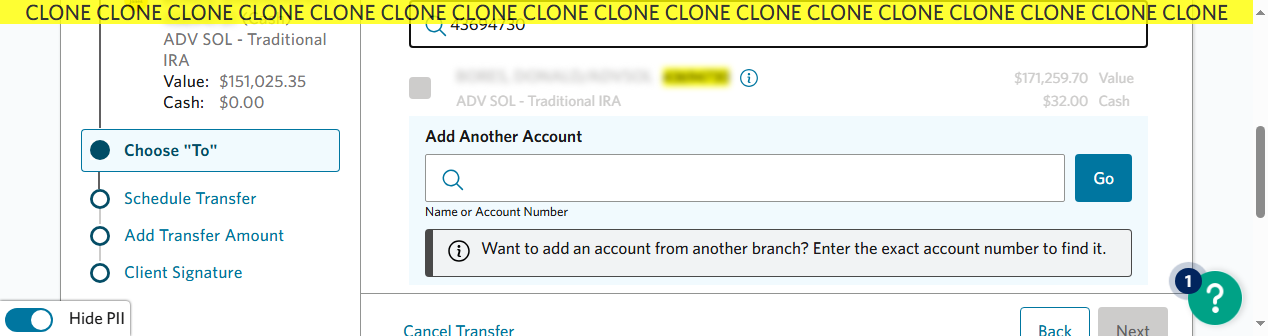 CLONE CLONE CLONE CLONE CLONE CLONE CLONE CLONE CLONE CLONE CLONE CLONE CLONE CLONE CLONE CLONE CLONE
43694730
ADV SOL - Traditional
IRA
Value: $151,025.35
Cash: $0.00
Choose "To"
Schedule Transfer
Add Transfer Amount
Client Signature
Hide PII
$171,259.70 Value
ADV SOL - Traditional IRA $32.00 Cash
Add Another Account
Go
Name or Account Number
Want to add an account from another branch? Enter the exact account number to find it.
Cancel Transfer Back Next
1
?